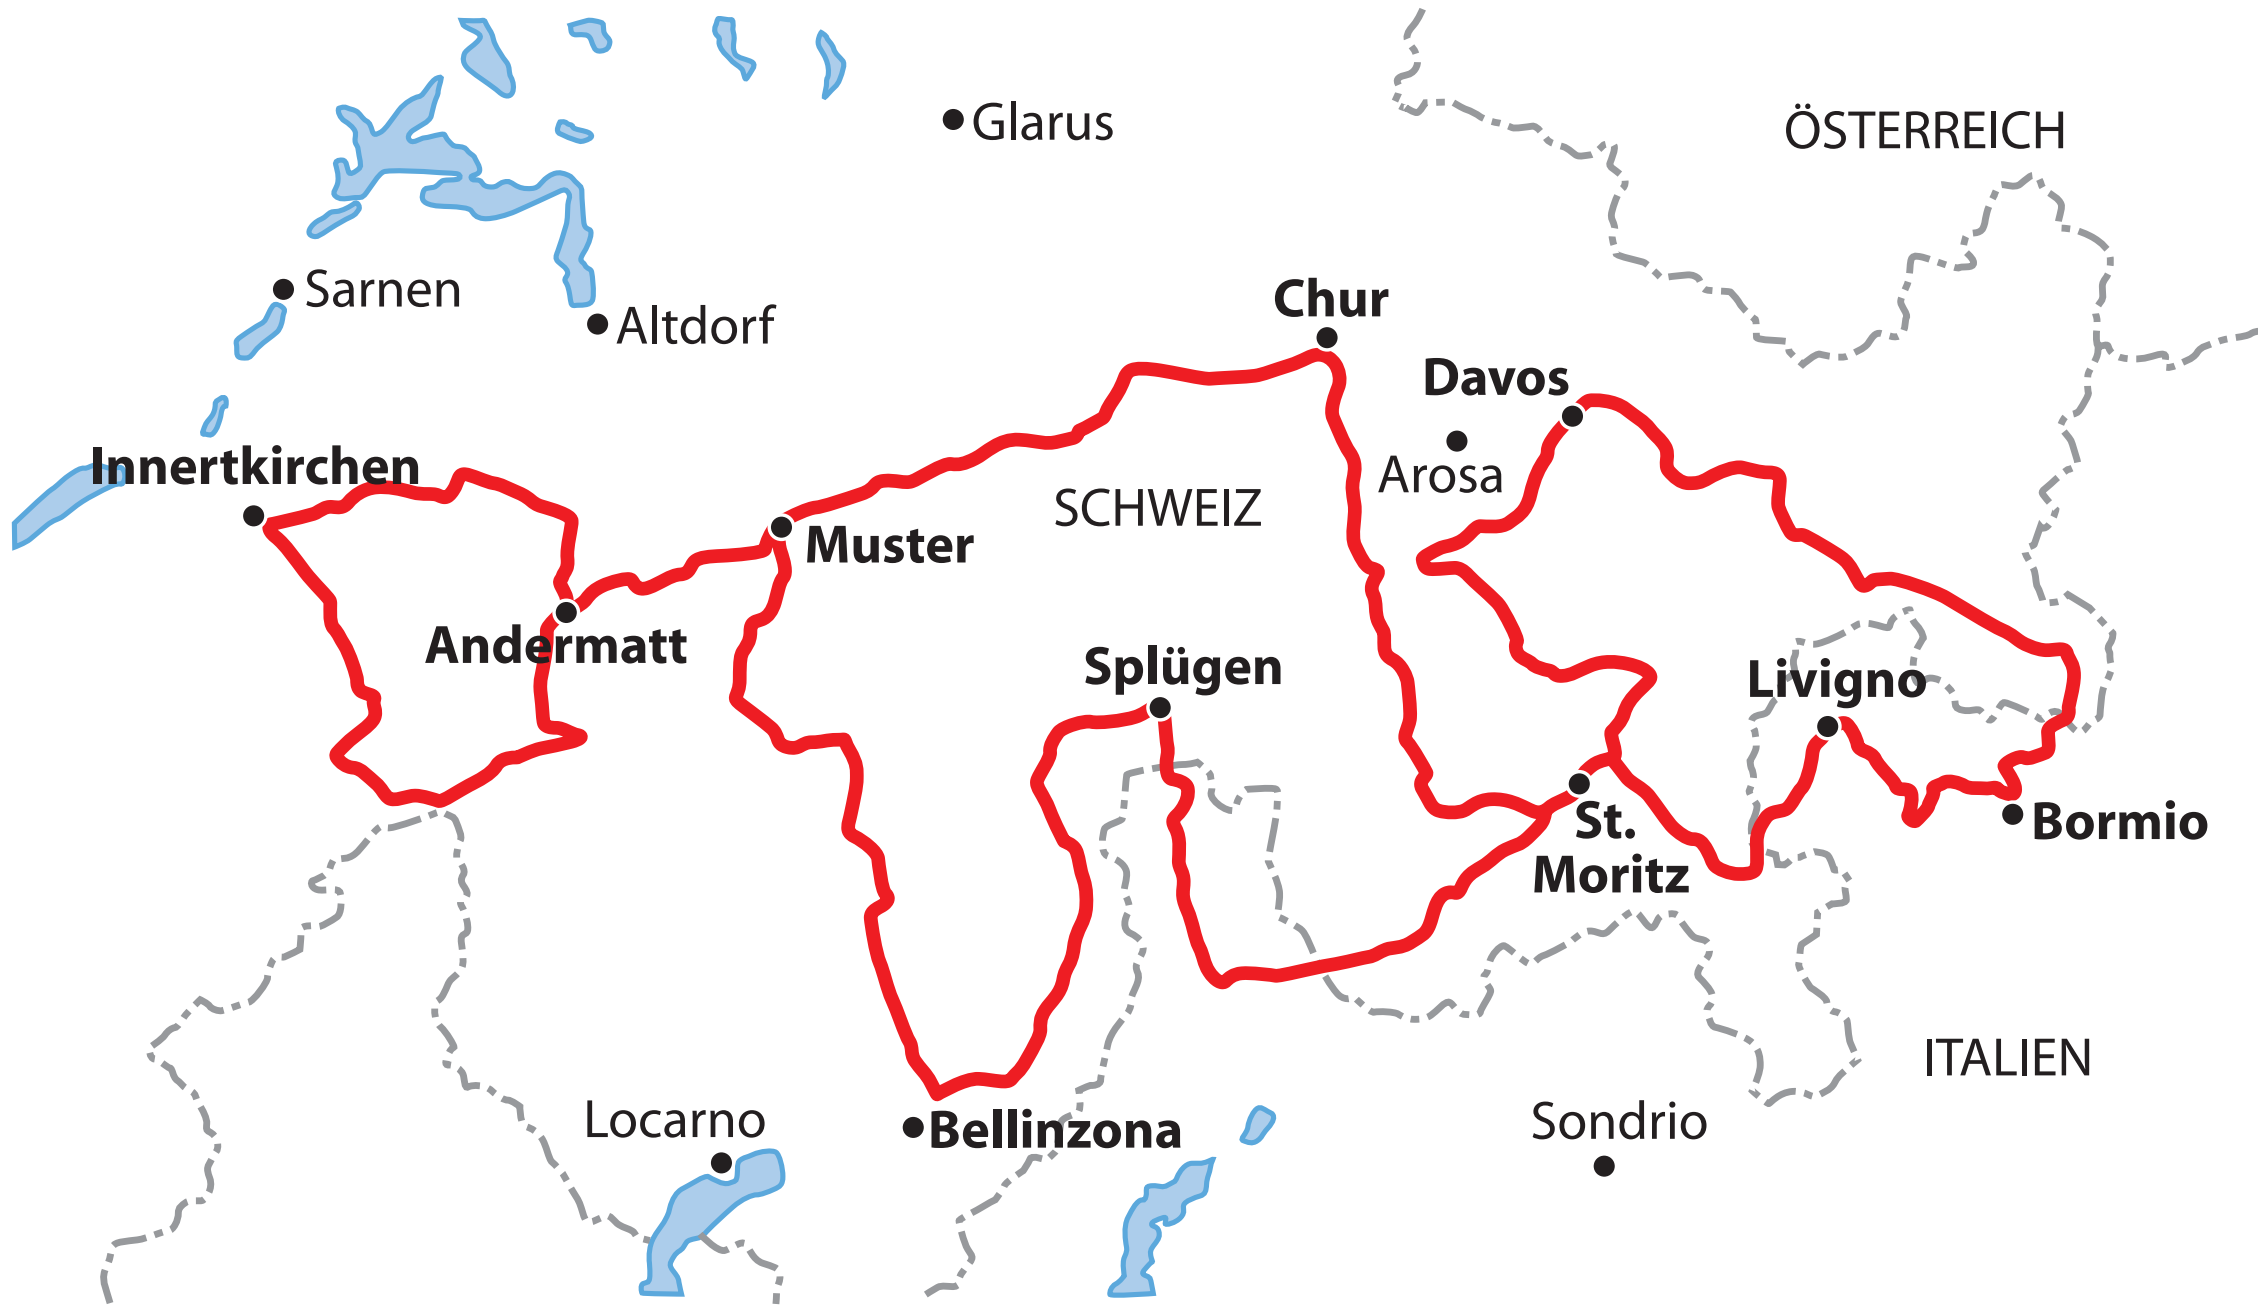 Glarus
ÖSTERREICH
Sarnen
Altdorf
Chur
Davos
Arosa
Innertkirchen
SCHWEIZ
Muster
Andermatt
Splügen
Livigno
St.
Moritz
Bormio
ITALIEN
Locarno
Bellinzona
Sondrio